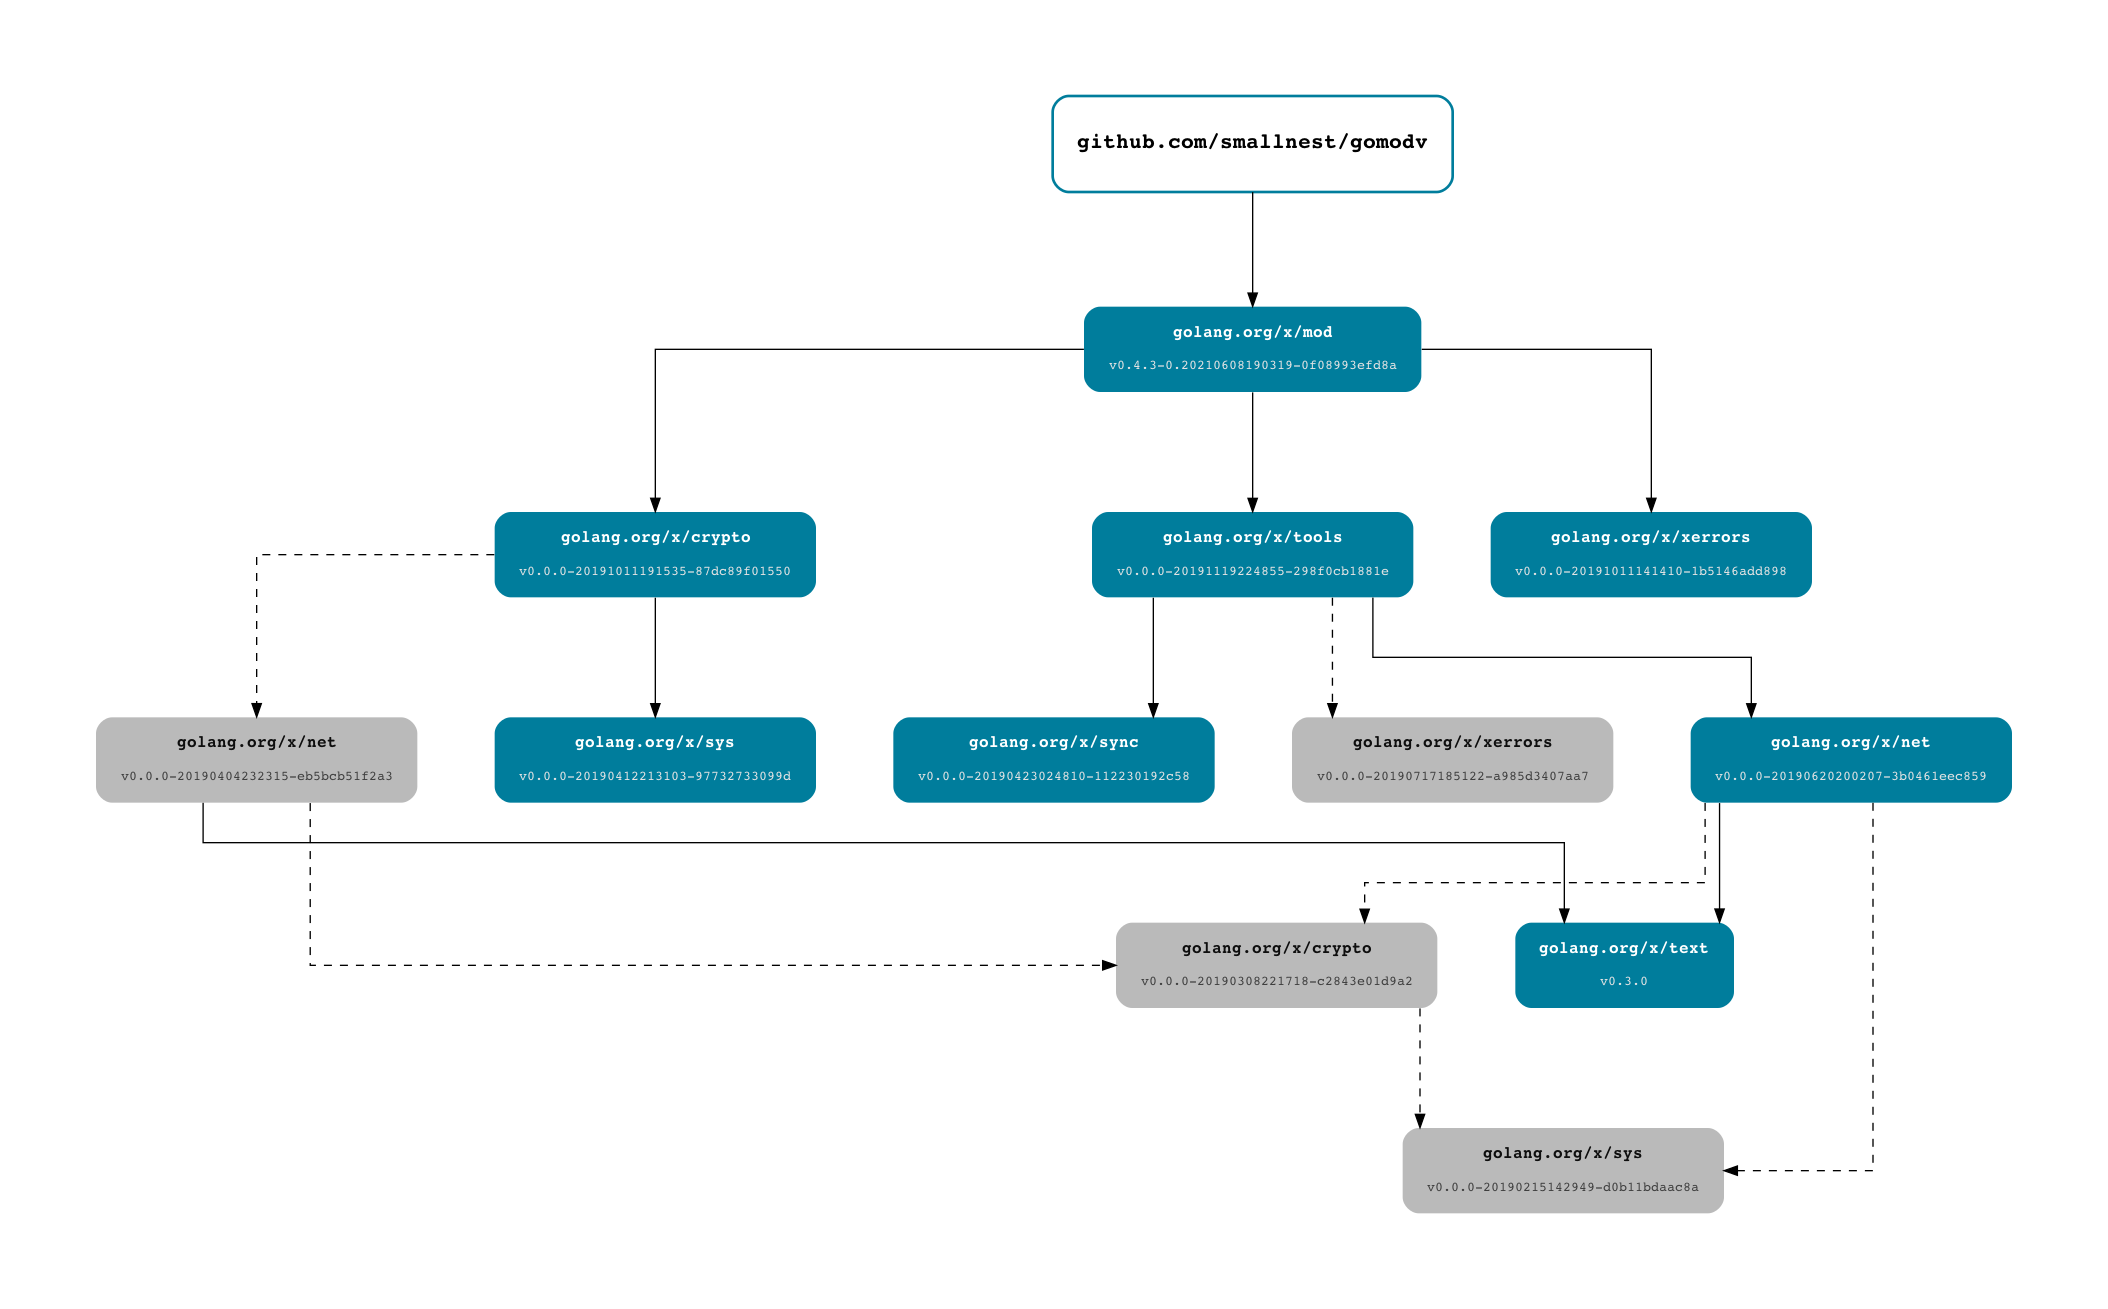 github.com/smallnest/gomodv
golang.org/x/mod
v0.4.3-0.20210608190319-0f08993efd8a
golang.org/x/crypto
v0.0.0-20191011191535-87dc89f01550
golang.org/x/tools
v0.0.0-20191119224855-298f0cb1881e
golang.org/x/xerrors
v0.0.0-20191011141410-1b5146add898
golang.org/x/net
v0.0.0-20190404232315-eb5bcb51f2a3
golang.org/x/sys
v0.0.0-20190412213103-97732733099d
golang.org/x/sync
v0.0.0-20190423024810-112230192c58
golang.org/x/xerrors
v0.0.0-20190717185122-a985d3407aa7
golang.org/x/net
v0.0.0-20190620200207-3b0461eec859
golang.org/x/crypto
v0.0.0-20190308221718-c2843e01d9a2
golang.org/x/text
v0.3.0
golang.org/x/sys
v0.0.0-20190215142949-d0b11bdaac8a